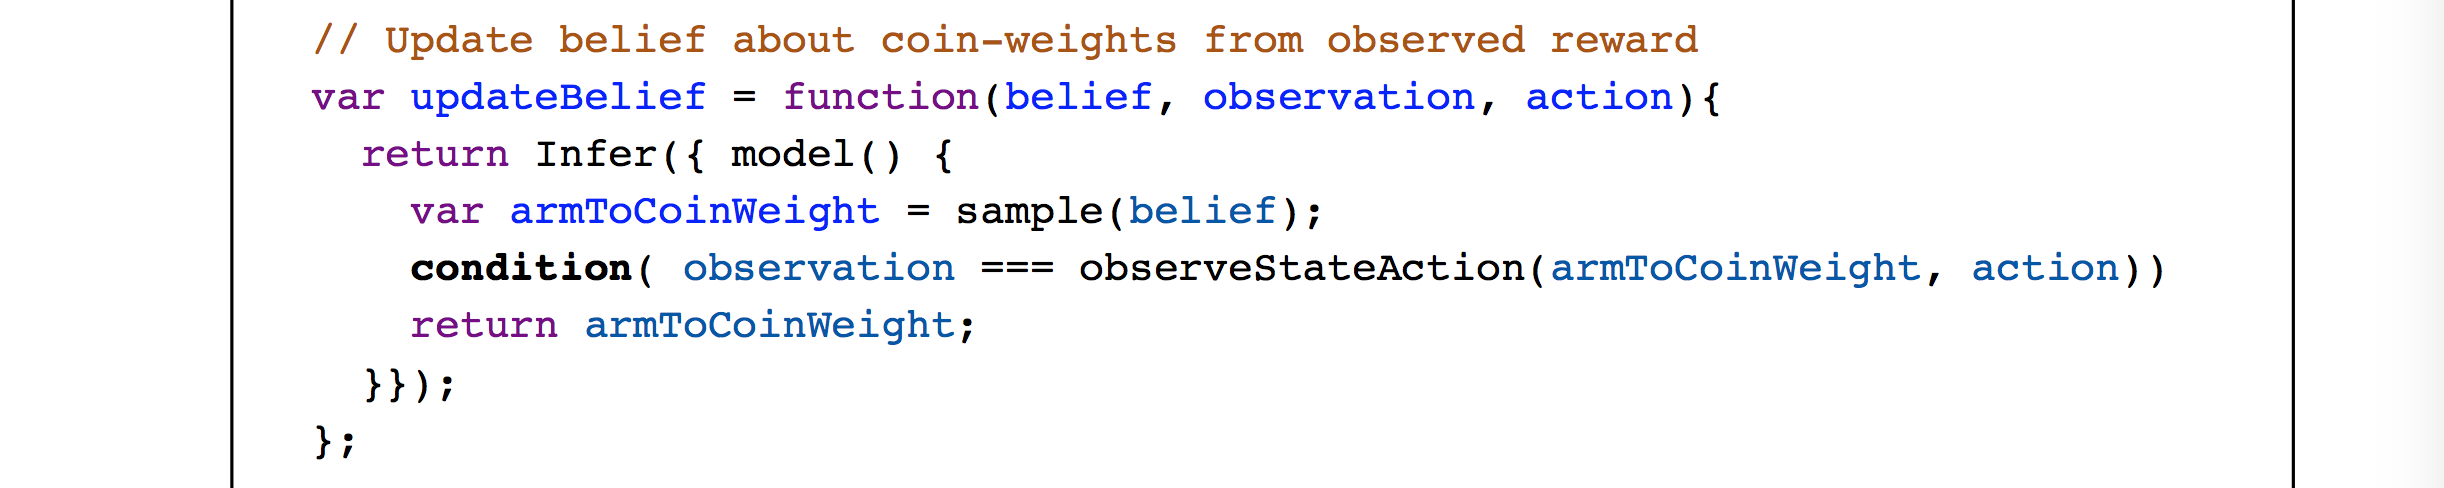 // Update belief about coin-weights from observed reward
var updateBelief = function(belief, observation, action){
  return Infer({ model() {
    var armToCoinWeight = sample(belief);
    condition( observation === observeStateAction(armToCoinWeight, action))
    return armToCoinWeight;
  }});
};